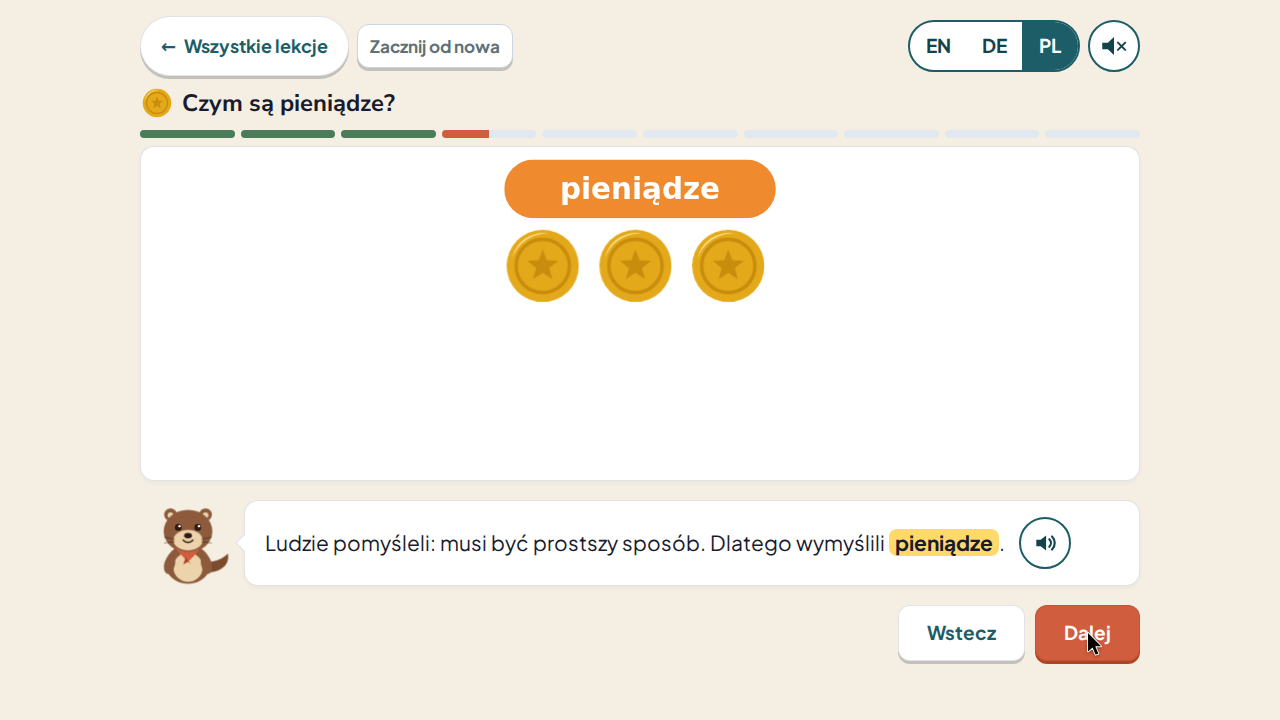 ← Wszystkie lekcje
Zacznij od nowa
EN DE PL
Czym są pieniądze?
pieniądze
Ludzie pomyśleli: musi być prostszy sposób. Dlatego wymyślili pieniądze.
Wstecz
Dalej